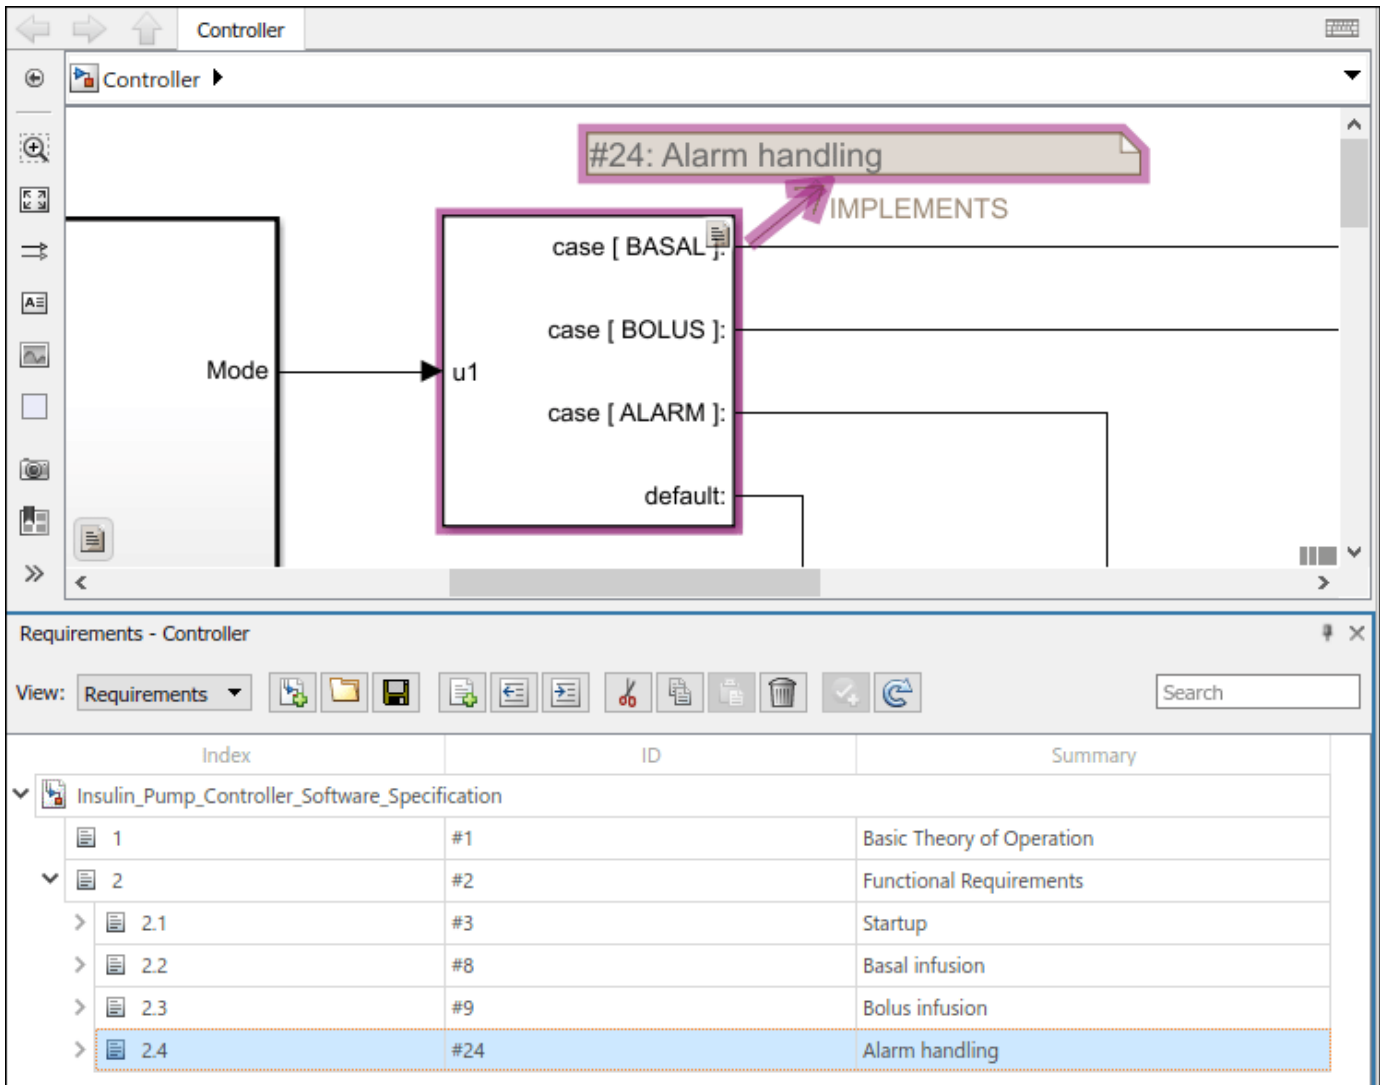 Controller
Controller
#24: Alarm handling
IMPLEMENTS
case [ BASAL ]:
case [ BOLUS ]:
Mode
u1
case [ ALARM ]:
default:
Requirements - Controller
View: Requirements
Search
Index ID Summary
Insulin_Pump_Controller_Software_Specification
1 #1 Basic Theory of Operation
2 #2 Functional Requirements
2.1 #3 Startup
2.2 #8 Basal infusion
2.3 #9 Bolus infusion
2.4 #24 Alarm handling